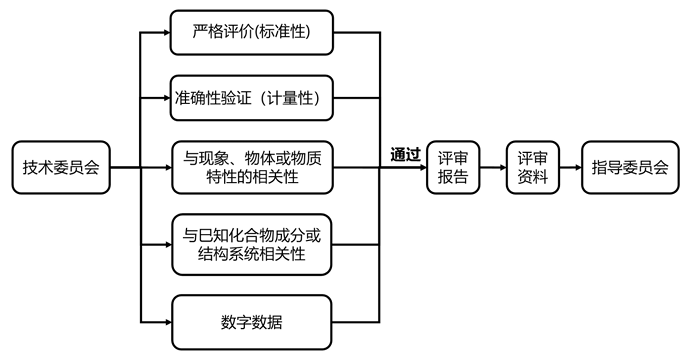 技术委员会
严格评价(标准性)
准确性验证（计量性）
与现象、物体或物质
特性的相关性
与已知化合物成分或
结构系统相关性
数字数据
通过
评审
报告
评审
资料
指导委员会